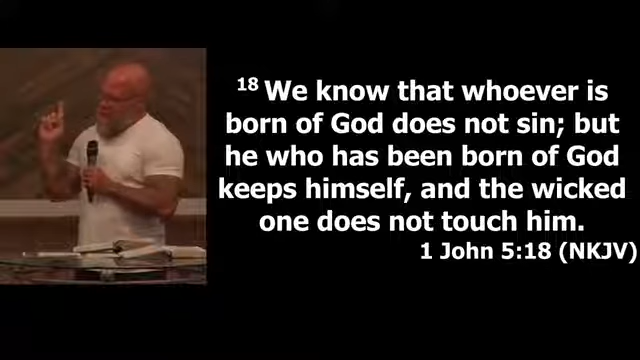 18 We know that whoever is
born of God does not sin; but
he who has been born of God
keeps himself, and the wicked
one does not touch him.
1 John 5:18 (NKJV)